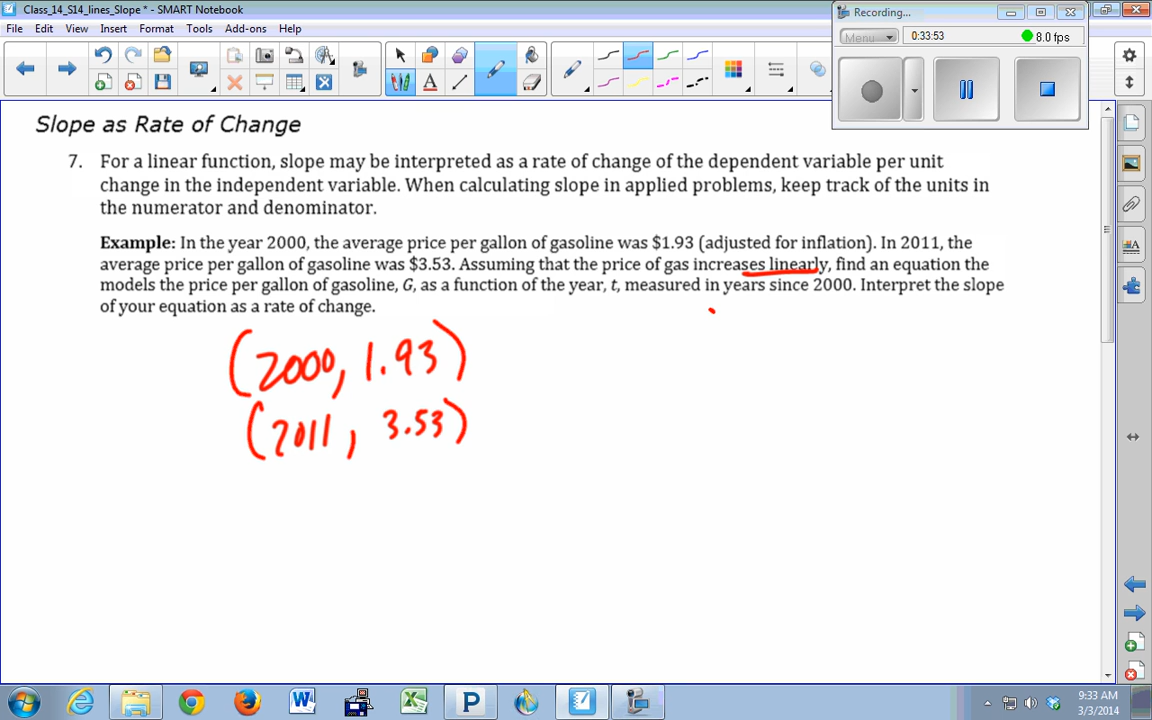 Class_14_S14_lines_Slope * - SMART Notebook
Recording...
File Edit View Insert Format Tools Add-ons Help
Menu
0:33:53
8.0 fps
Slope as Rate of Change
7. For a linear function, slope may be interpreted as a rate of change of the dependent variable per unit
change in the independent variable. When calculating slope in applied problems, keep track of the units in
the numerator and denominator.
Example: In the year 2000, the average price per gallon of gasoline was $1.93 (adjusted for inflation). In 2011, the
average price per gallon of gasoline was $3.53. Assuming that the price of gas increases linearly, find an equation the
models the price per gallon of gasoline, G, as a function of the year, t, measured in years since 2000. Interpret the slope
of your equation as a rate of change.
(2000, 1.93)
(2011, 3.53)
9:33 AM
3/3/2014